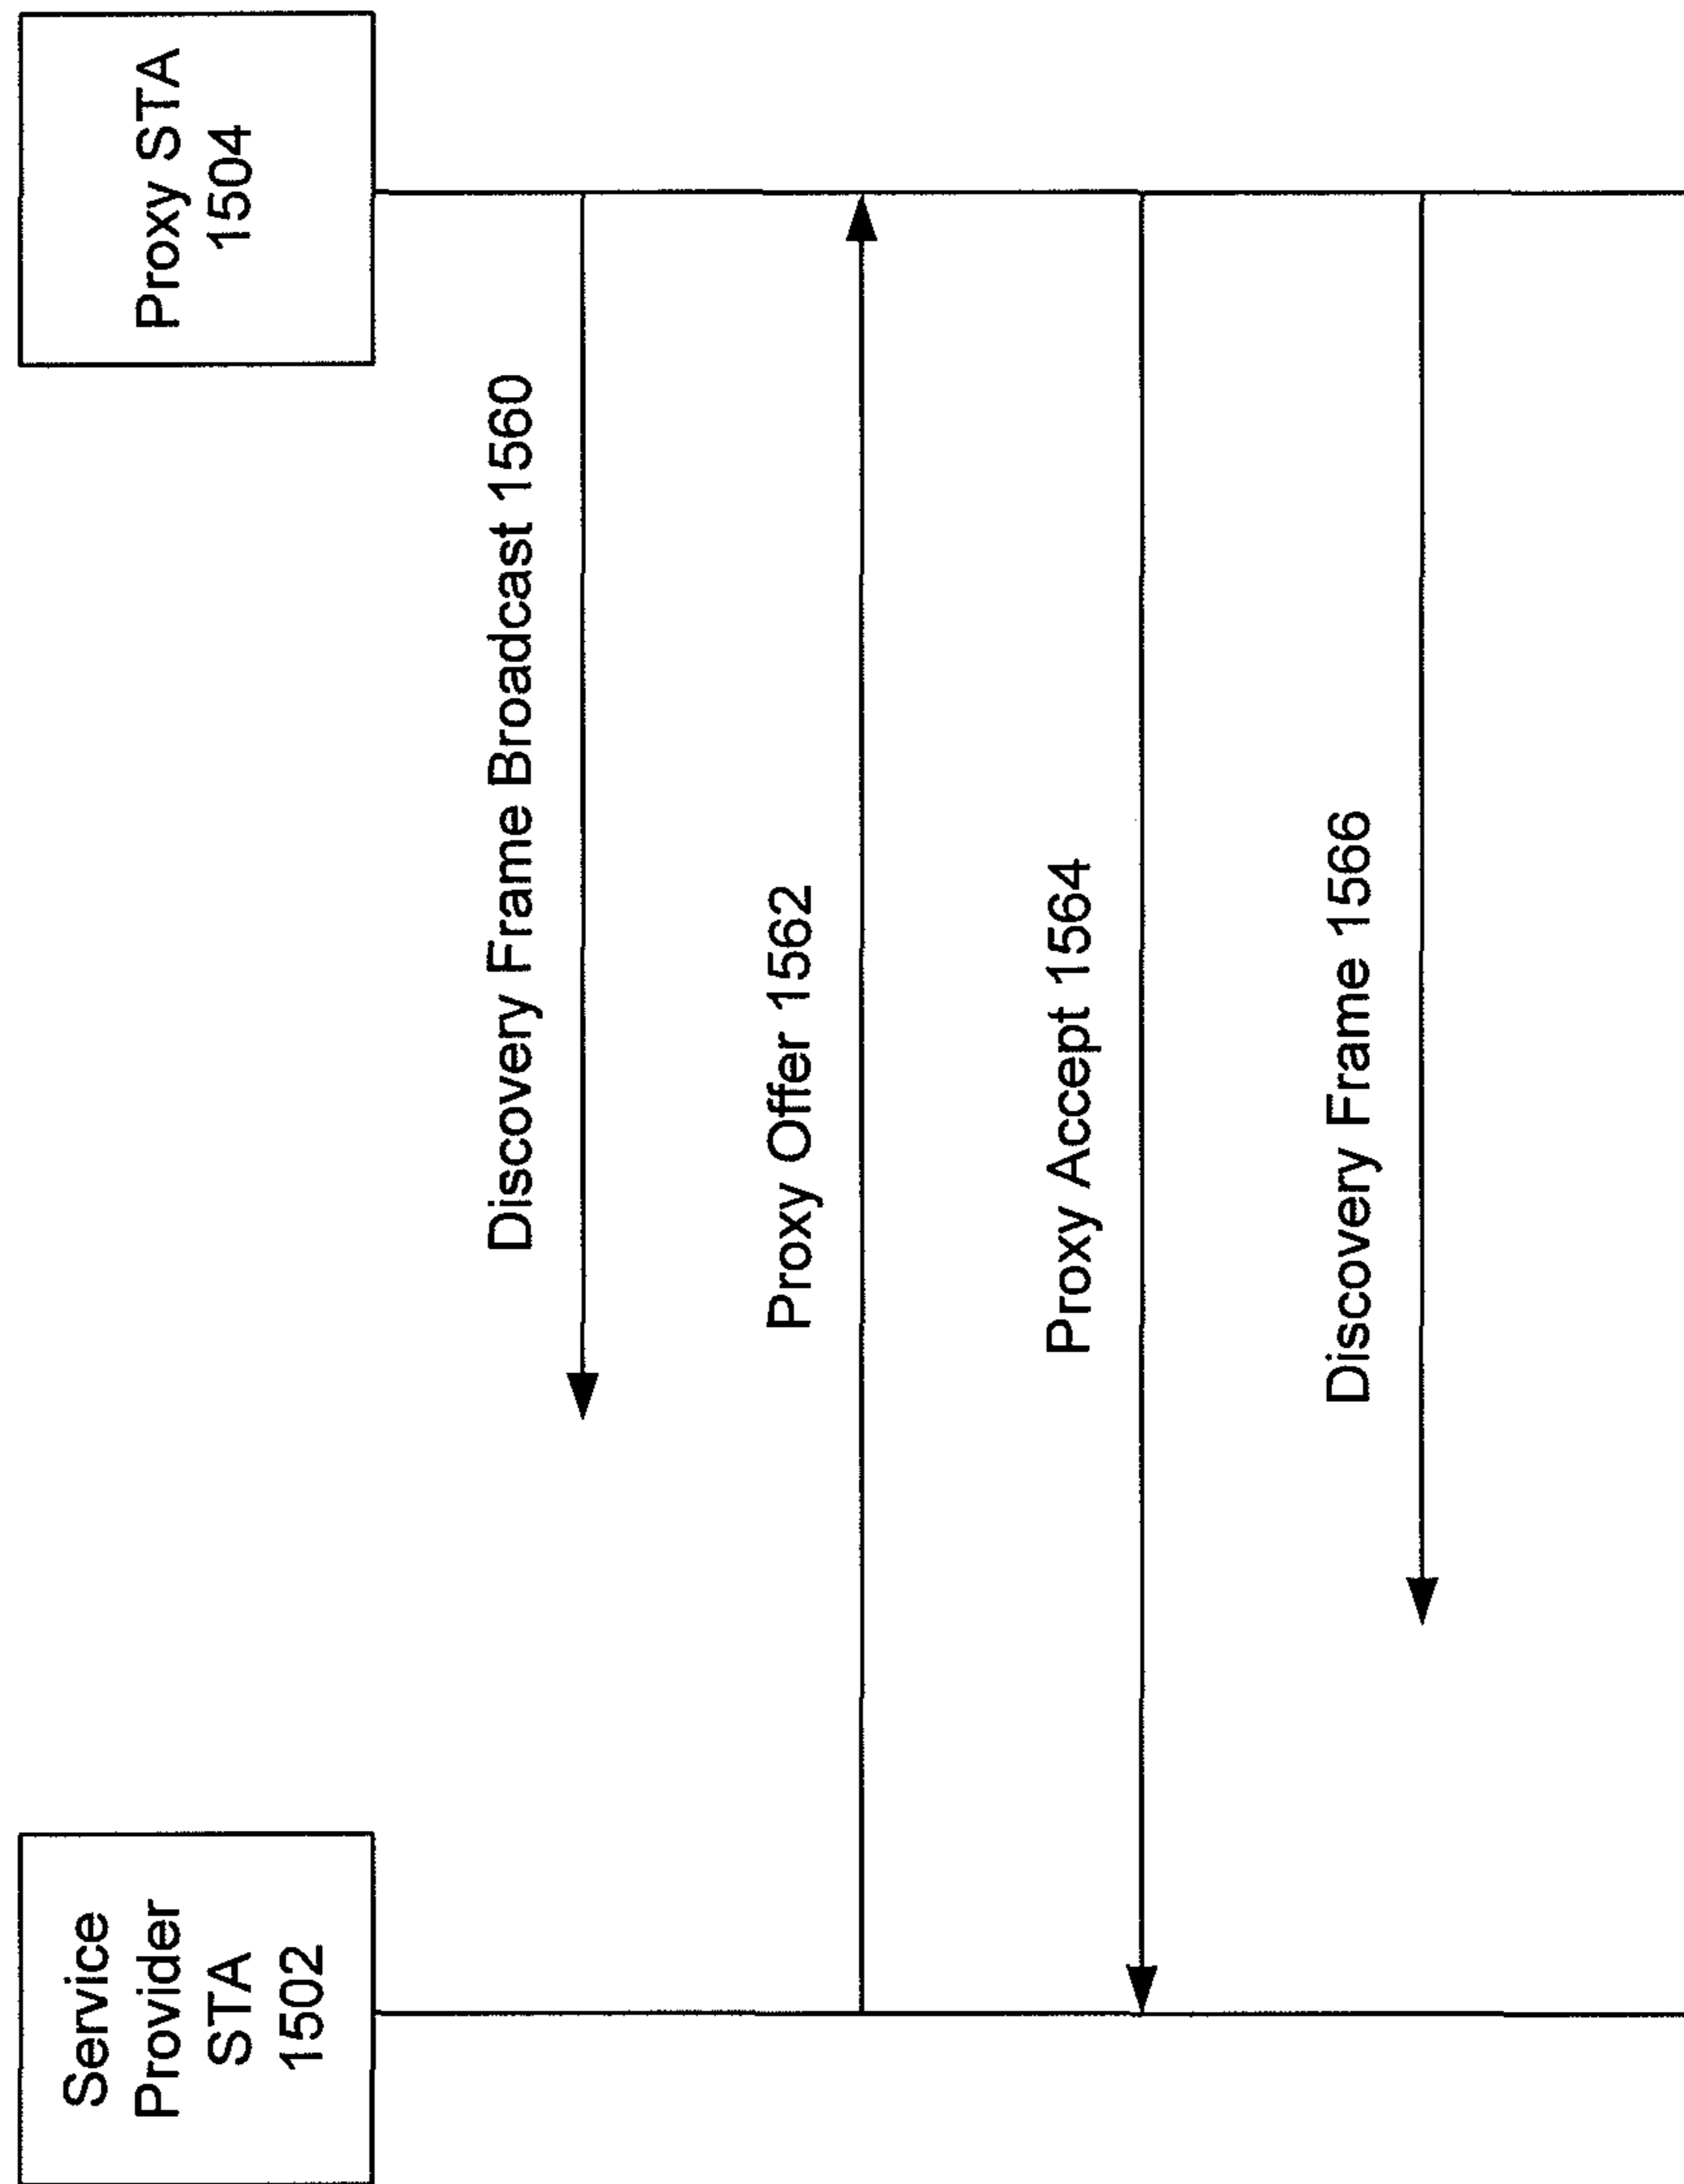 Service
Provider
STA
1502
Proxy STA
1504
Discovery Frame Broadcast 1560
Proxy Offer 1562
Proxy Accept 1564
Discovery Frame 1566